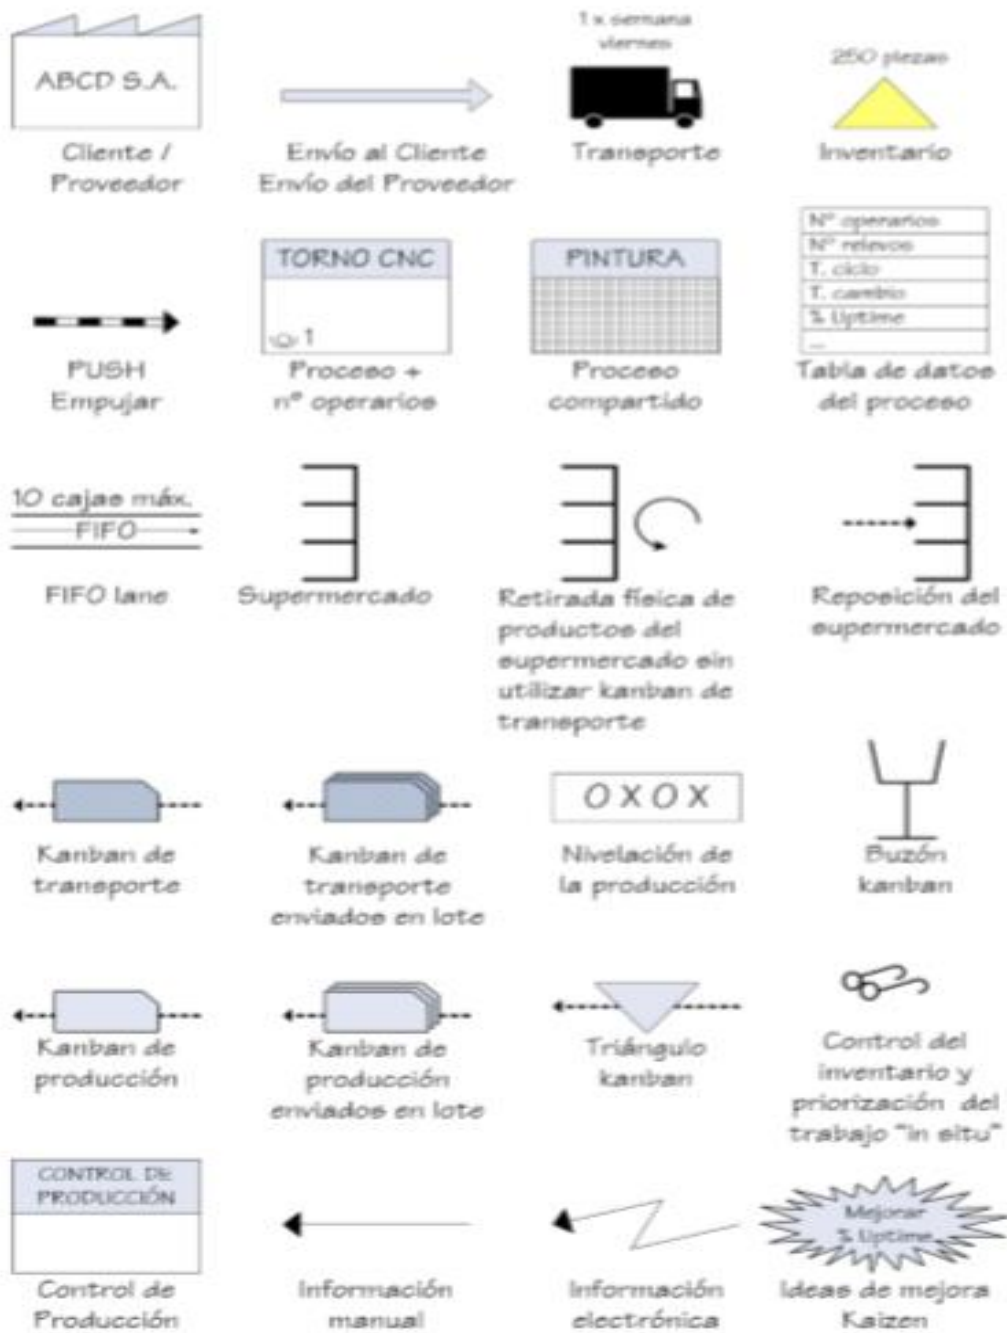 ABCD S.A.
Cliente /
Proveedor
Envío al Cliente
Envío del Proveedor
1 x semana
viernes
Transporte
250 piezas
Inventario
PUSH
Empujar
TORNO CNC
1
Proceso +
nº operarios
PINTURA
Proceso
compartido
Nº operarios
Nº relevos
T. ciclo
T. cambio
% Uptime
...
Tabla de datos
del proceso
10 cajas máx.
FIFO
FIFO lane
Supermercado
Retirada física de
productos del
supermercado sin
utilizar kanban de
transporte
Reposición del
supermercado
Kanban de
transporte
Kanban de
transporte
enviados en lote
O X O X
Nivelación de
la producción
Buzón
kanban
Kanban de
producción
Kanban de
producción
enviados en lote
Triángulo
kanban
Control del
inventario y
priorización del
trabajo "in situ"
CONTROL DE
PRODUCCIÓN
Control de
Producción
Información
manual
Información
electrónica
Mejorar
% Uptime
Ideas de mejora
Kaizen